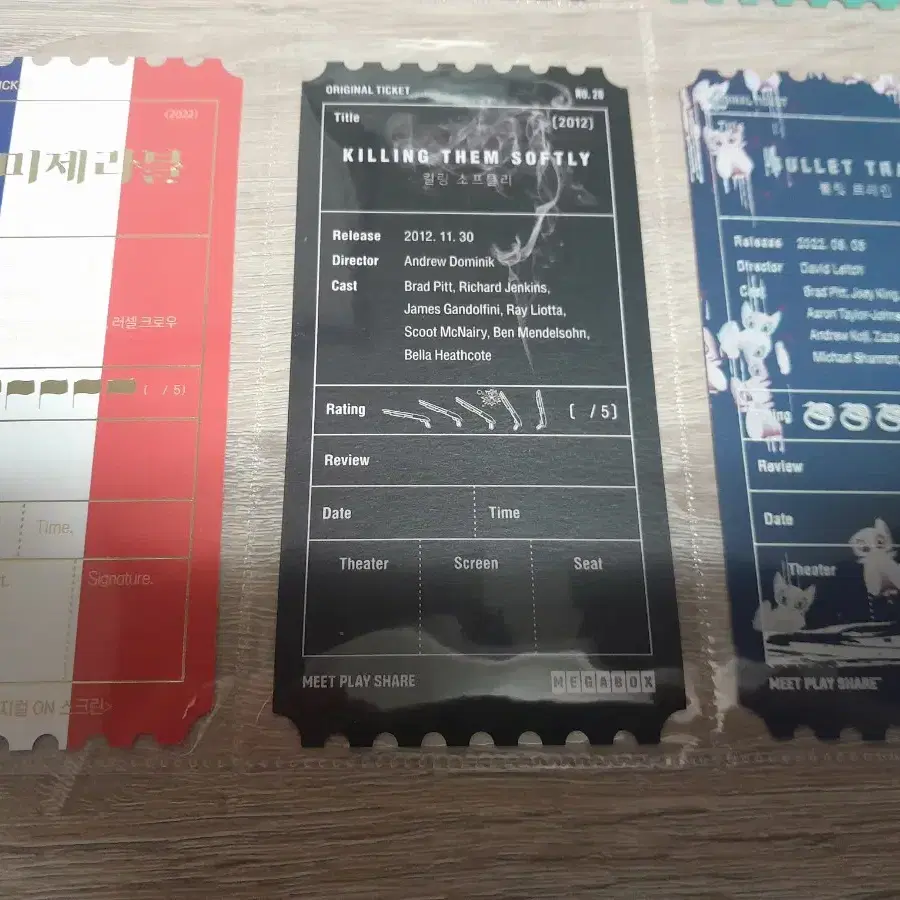 (2022)
미제라블
러셀 크로우
( / 5)
Time.
Signature.
지컬 ON 스크린>
ORIGINAL TICKET
NO. 28
Title
(2012)
KILLING THEM SOFTLY
킬링 소프틀리
Release 2012. 11. 30
Director Andrew Dominik
Cast Brad Pitt, Richard Jenkins,
James Gandolfini, Ray Liotta,
Scoot McNairy, Ben Mendelsohn,
Bella Heathcote
Rating ( / 5)
Review
Date Time
Theater Screen Seat
MEET PLAY SHARE MEGABOX
Title
BULLET TRA
불릿 트레인
Release 2022. 08.
Director David Leitch
Cast Brad Pitt, Joey King,
Aaron Taylor-Johns
Andrew Koji, Zazie
Michael Shannon,
Review
Date
Theater
MEET PLAY SHARE